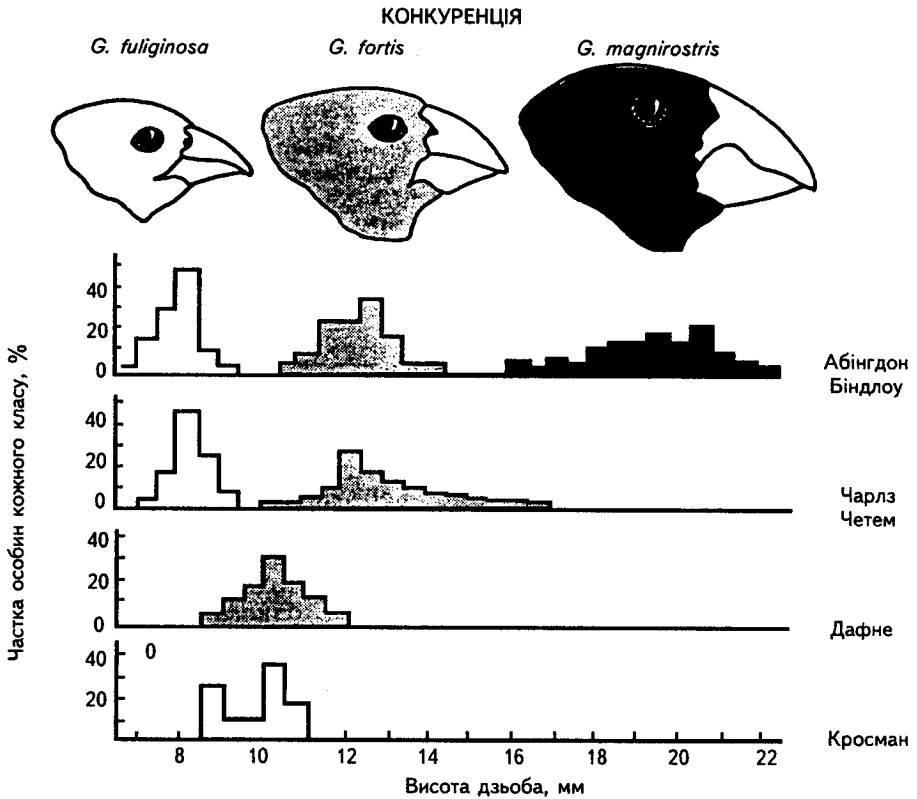 КОНКУРЕНЦІЯ
G. fuliginosa G. fortis G. magnirostris
Частка особин кожного класу, %
40
20
0
Абінгдон
Біндлоу
40
20
0
Чарлз
Четем
40
20
0
Дафне
0
40
20
Кросман
8 10 12 14 16 18 20 22
Висота дзьоба, мм